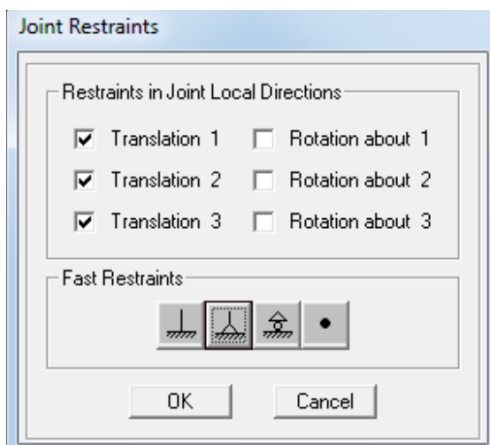 Joint Restraints
Restraints in Joint Local Directions
Translation 1 Rotation about 1
Translation 2 Rotation about 2
Translation 3 Rotation about 3
Fast Restraints
OK Cancel